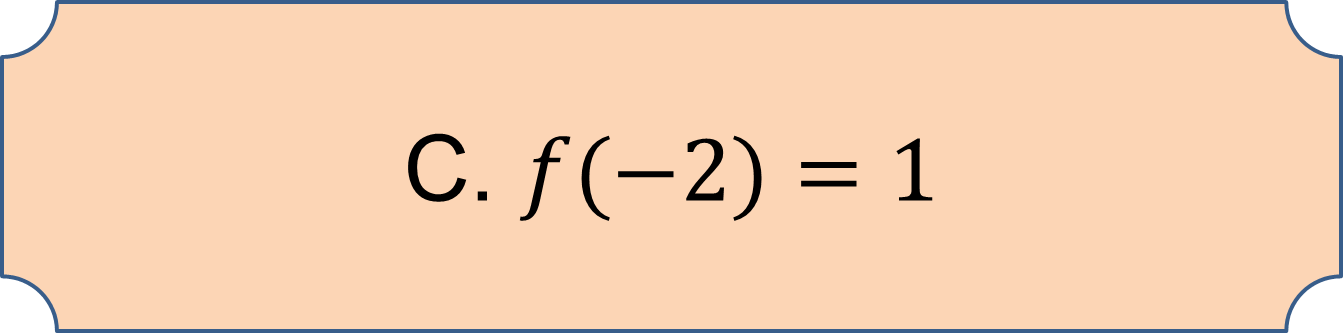 C. f(−2) = 1